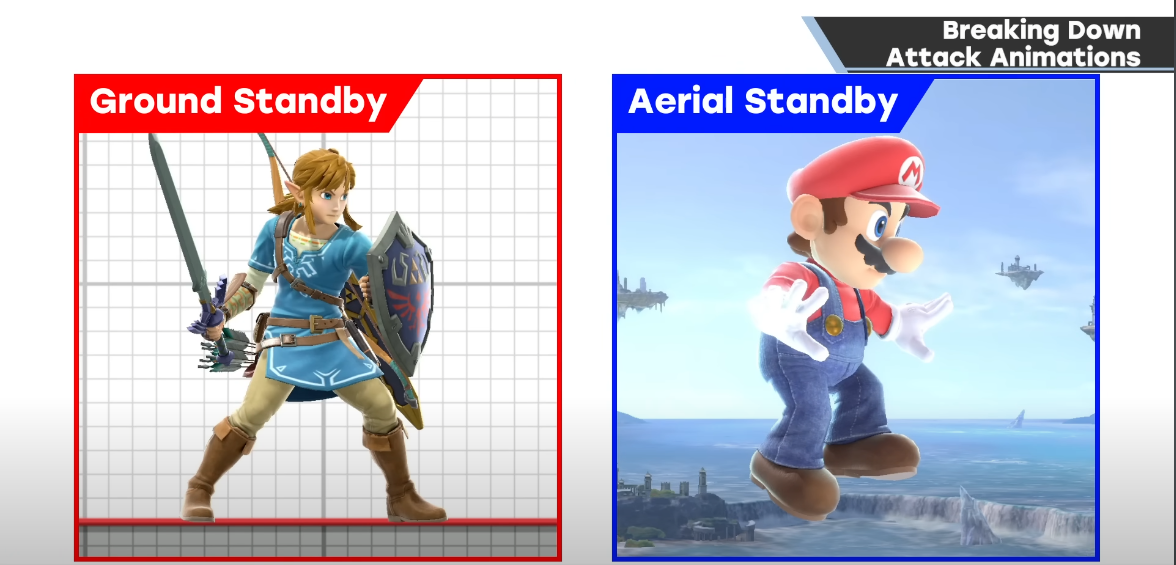 Breaking Down
Attack Animations
Ground Standby
Aerial Standby
M